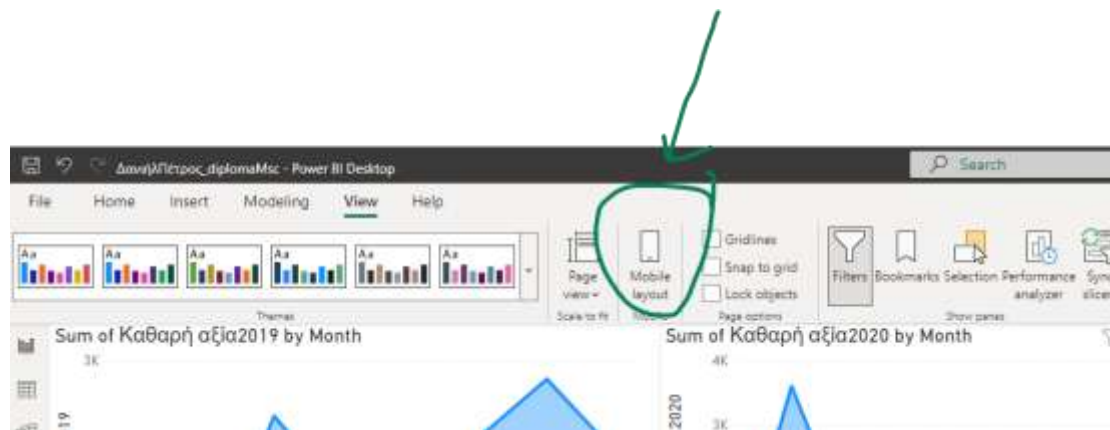 ΔανιήλΠέτρος_diplomaMsc - Power BI Desktop
Search
File Home Insert Modeling View Help
Aa Aa Aa Aa Aa Aa
Page view
Mobile layout
Gridlines
Snap to grid
Lock objects
Filters Bookmarks Selection Performance analyzer
Themes
Scale to fit
Mobile
Page options
Show panes
Sum of Καθαρή αξία2019 by Month
3K
19
Sum of Καθαρή αξία2020 by Month
4K
2020
3K